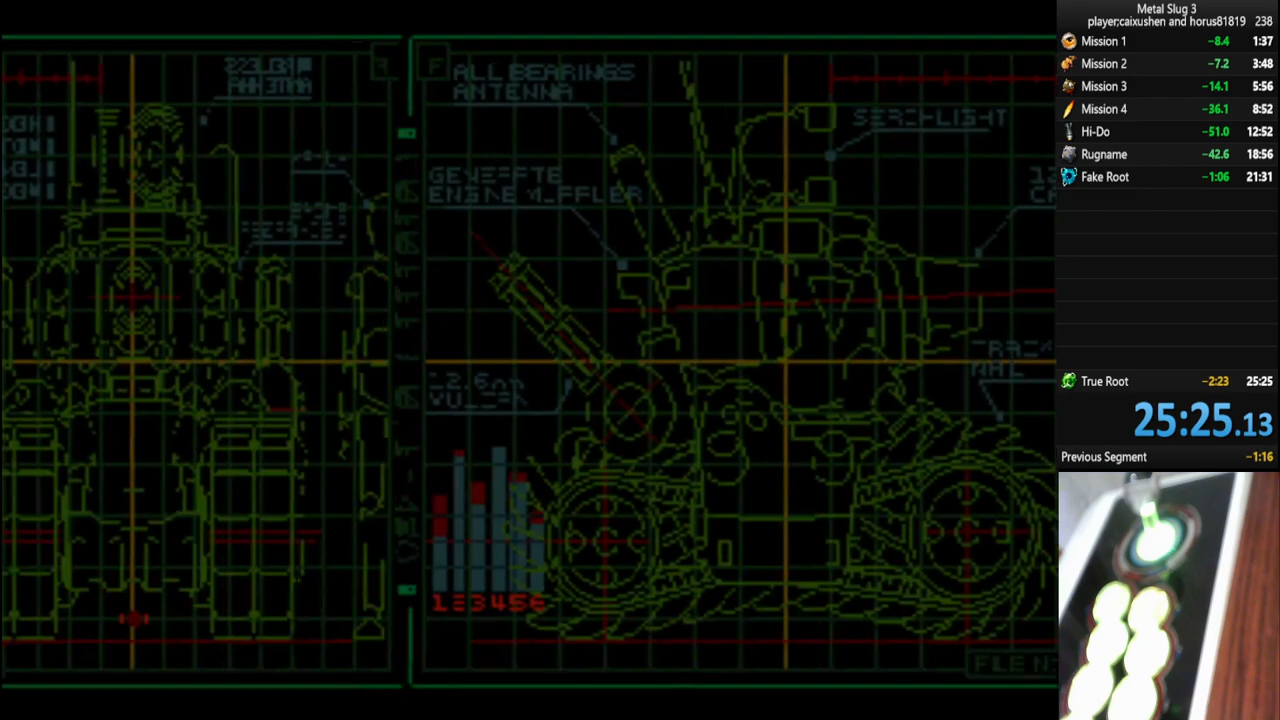 ALL BEARINGS
ANTENNA
SERCHLIGHT
ENGINE MUFFLER
123456
FILE N
Metal Slug 3
player;caixushen and horus81819 238
Mission 1 −8.4 1:37
Mission 2 −7.2 3:48
Mission 3 −14.1 5:56
Mission 4 −36.1 8:52
Hi-Do −51.0 12:52
Rugname −42.6 18:56
Fake Root −1:06 21:31
True Root −2:23 25:25
25:25.13
Previous Segment −1:16